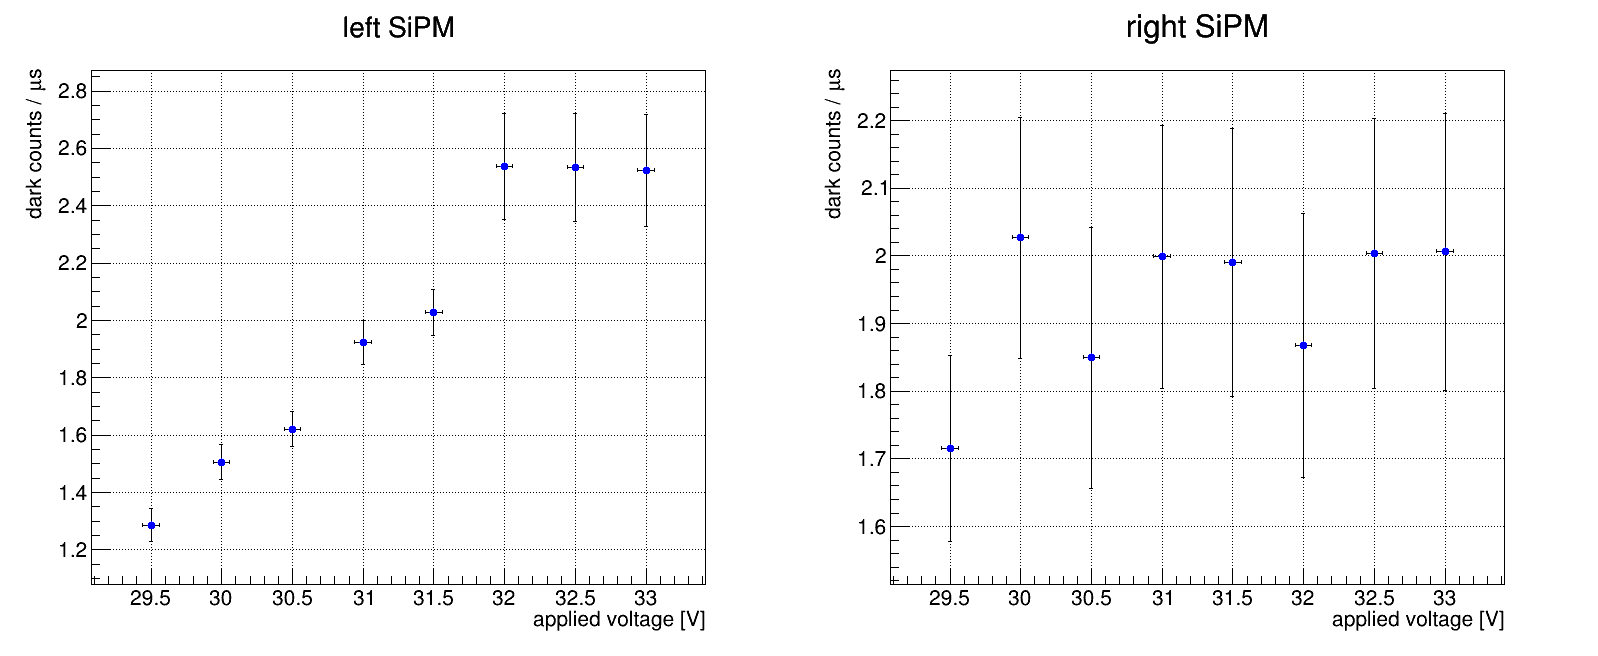 left SiPM
dark counts / μs
2.8
2.6
2.4
2.2
2
1.8
1.6
1.4
1.2
29.5 30 30.5 31 31.5 32 32.5 33
applied voltage [V]
right SiPM
dark counts / μs
2.2
2.1
2
1.9
1.8
1.7
1.6
29.5 30 30.5 31 31.5 32 32.5 33
applied voltage [V]